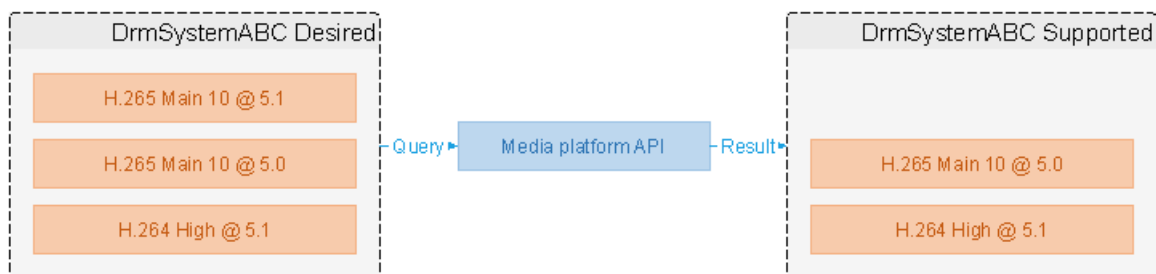 DrmSystemABC Desired
H.265 Main 10 @ 5.1
H.265 Main 10 @ 5.0
H.264 High @ 5.1
Query
Media platform API
Result
DrmSystemABC Supported
H.265 Main 10 @ 5.0
H.264 High @ 5.1